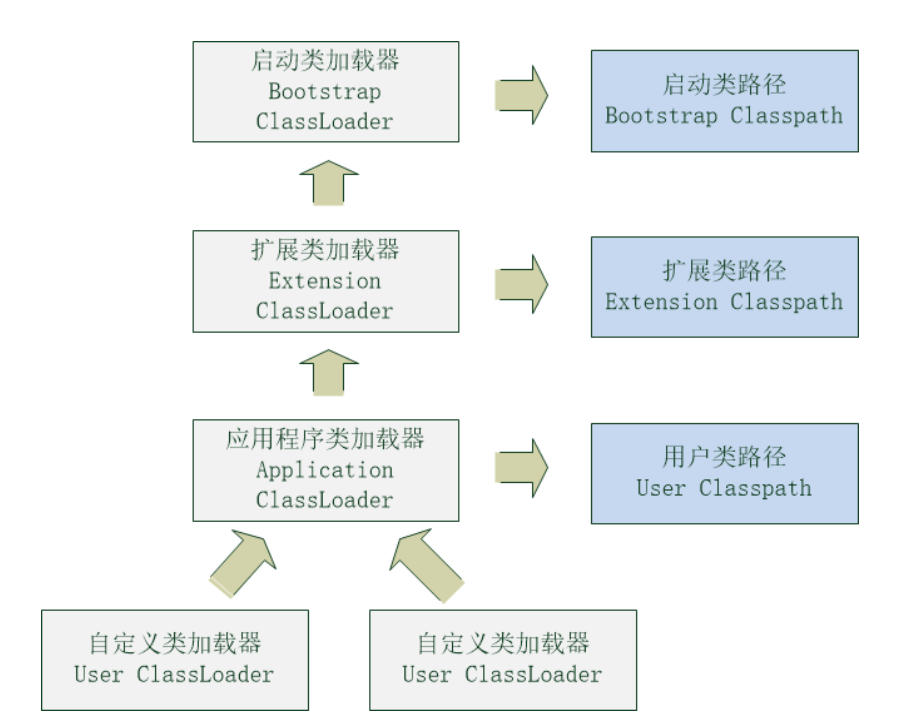 启动类加载器
Bootstrap
ClassLoader
启动类路径
Bootstrap Classpath
扩展类加载器
Extension
ClassLoader
扩展类路径
Extension Classpath
应用程序类加载器
Application
ClassLoader
用户类路径
User Classpath
自定义类加载器
User ClassLoader
自定义类加载器
User ClassLoader